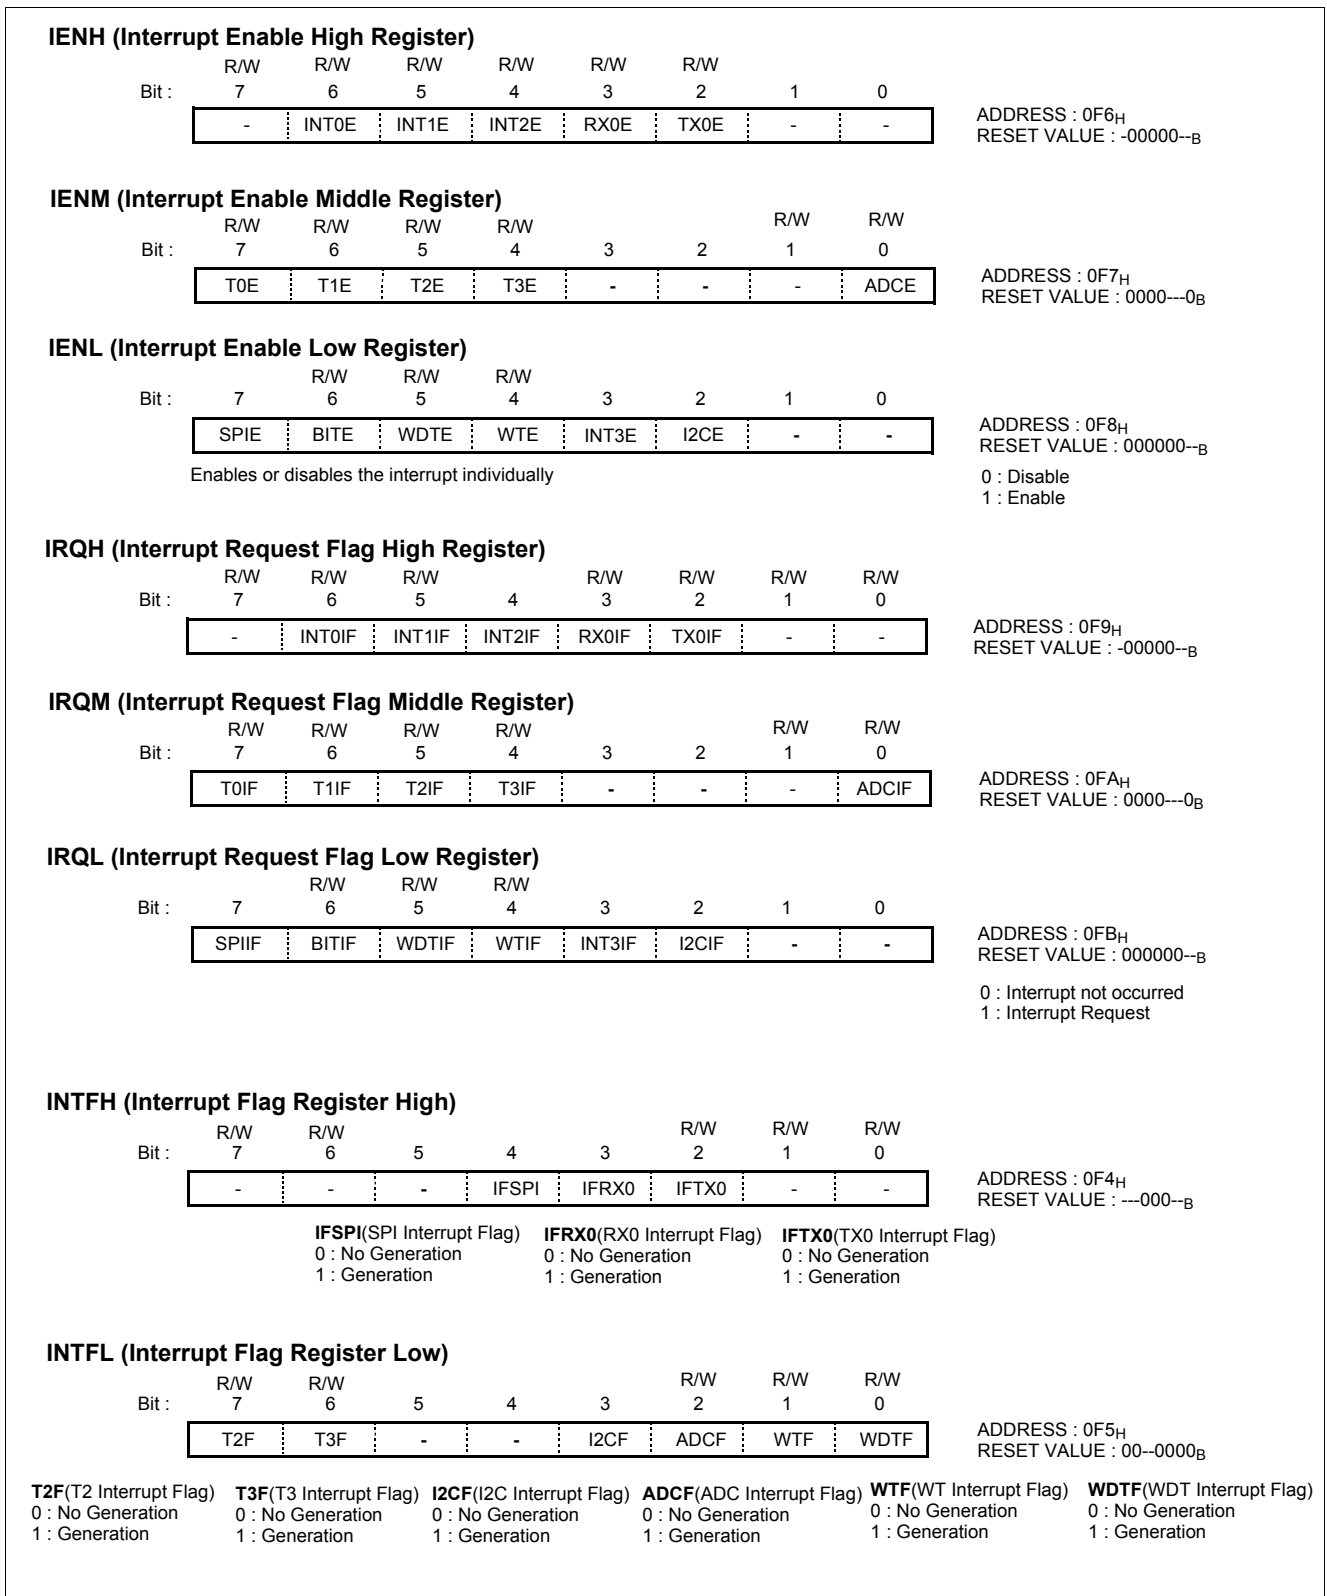 IENH (Interrupt Enable High Register)
R/W R/W R/W R/W R/W R/W
Bit : 7 6 5 4 3 2 1 0
- INT0E INT1E INT2E RX0E TX0E - -
ADDRESS : 0F6H
RESET VALUE : -00000--B
IENM (Interrupt Enable Middle Register)
R/W R/W R/W R/W R/W R/W
Bit : 7 6 5 4 3 2 1 0
T0E T1E T2E T3E - - - ADCE
ADDRESS : 0F7H
RESET VALUE : 0000---0B
IENL (Interrupt Enable Low Register)
R/W R/W R/W
Bit : 7 6 5 4 3 2 1 0
SPIE BITE WDTE WTE INT3E I2CE - -
ADDRESS : 0F8H
RESET VALUE : 000000--B
Enables or disables the interrupt individually
0 : Disable
1 : Enable
IRQH (Interrupt Request Flag High Register)
R/W R/W R/W R/W R/W R/W R/W
Bit : 7 6 5 4 3 2 1 0
- INT0IF INT1IF INT2IF RX0IF TX0IF - -
ADDRESS : 0F9H
RESET VALUE : -00000--B
IRQM (Interrupt Request Flag Middle Register)
R/W R/W R/W R/W R/W R/W
Bit : 7 6 5 4 3 2 1 0
T0IF T1IF T2IF T3IF - - - ADCIF
ADDRESS : 0FAH
RESET VALUE : 0000---0B
IRQL (Interrupt Request Flag Low Register)
R/W R/W R/W
Bit : 7 6 5 4 3 2 1 0
SPIIF BITIF WDTIF WTIF INT3IF I2CIF - -
ADDRESS : 0FBH
RESET VALUE : 000000--B
0 : Interrupt not occurred
1 : Interrupt Request
INTFH (Interrupt Flag Register High)
R/W R/W R/W R/W R/W
Bit : 7 6 5 4 3 2 1 0
- - - IFSPI IFRX0 IFTX0 - -
ADDRESS : 0F4H
RESET VALUE : ---000--B
IFSPI(SPI Interrupt Flag)
0 : No Generation
1 : Generation
IFRX0(RX0 Interrupt Flag)
0 : No Generation
1 : Generation
IFTX0(TX0 Interrupt Flag)
0 : No Generation
1 : Generation
INTFL (Interrupt Flag Register Low)
R/W R/W R/W R/W R/W
Bit : 7 6 5 4 3 2 1 0
T2F T3F - - I2CF ADCF WTF WDTF
ADDRESS : 0F5H
RESET VALUE : 00--0000B
T2F(T2 Interrupt Flag)
0 : No Generation
1 : Generation
T3F(T3 Interrupt Flag)
0 : No Generation
1 : Generation
I2CF(I2C Interrupt Flag)
0 : No Generation
1 : Generation
ADCF(ADC Interrupt Flag)
0 : No Generation
1 : Generation
WTF(WT Interrupt Flag)
0 : No Generation
1 : Generation
WDTF(WDT Interrupt Flag)
0 : No Generation
1 : Generation